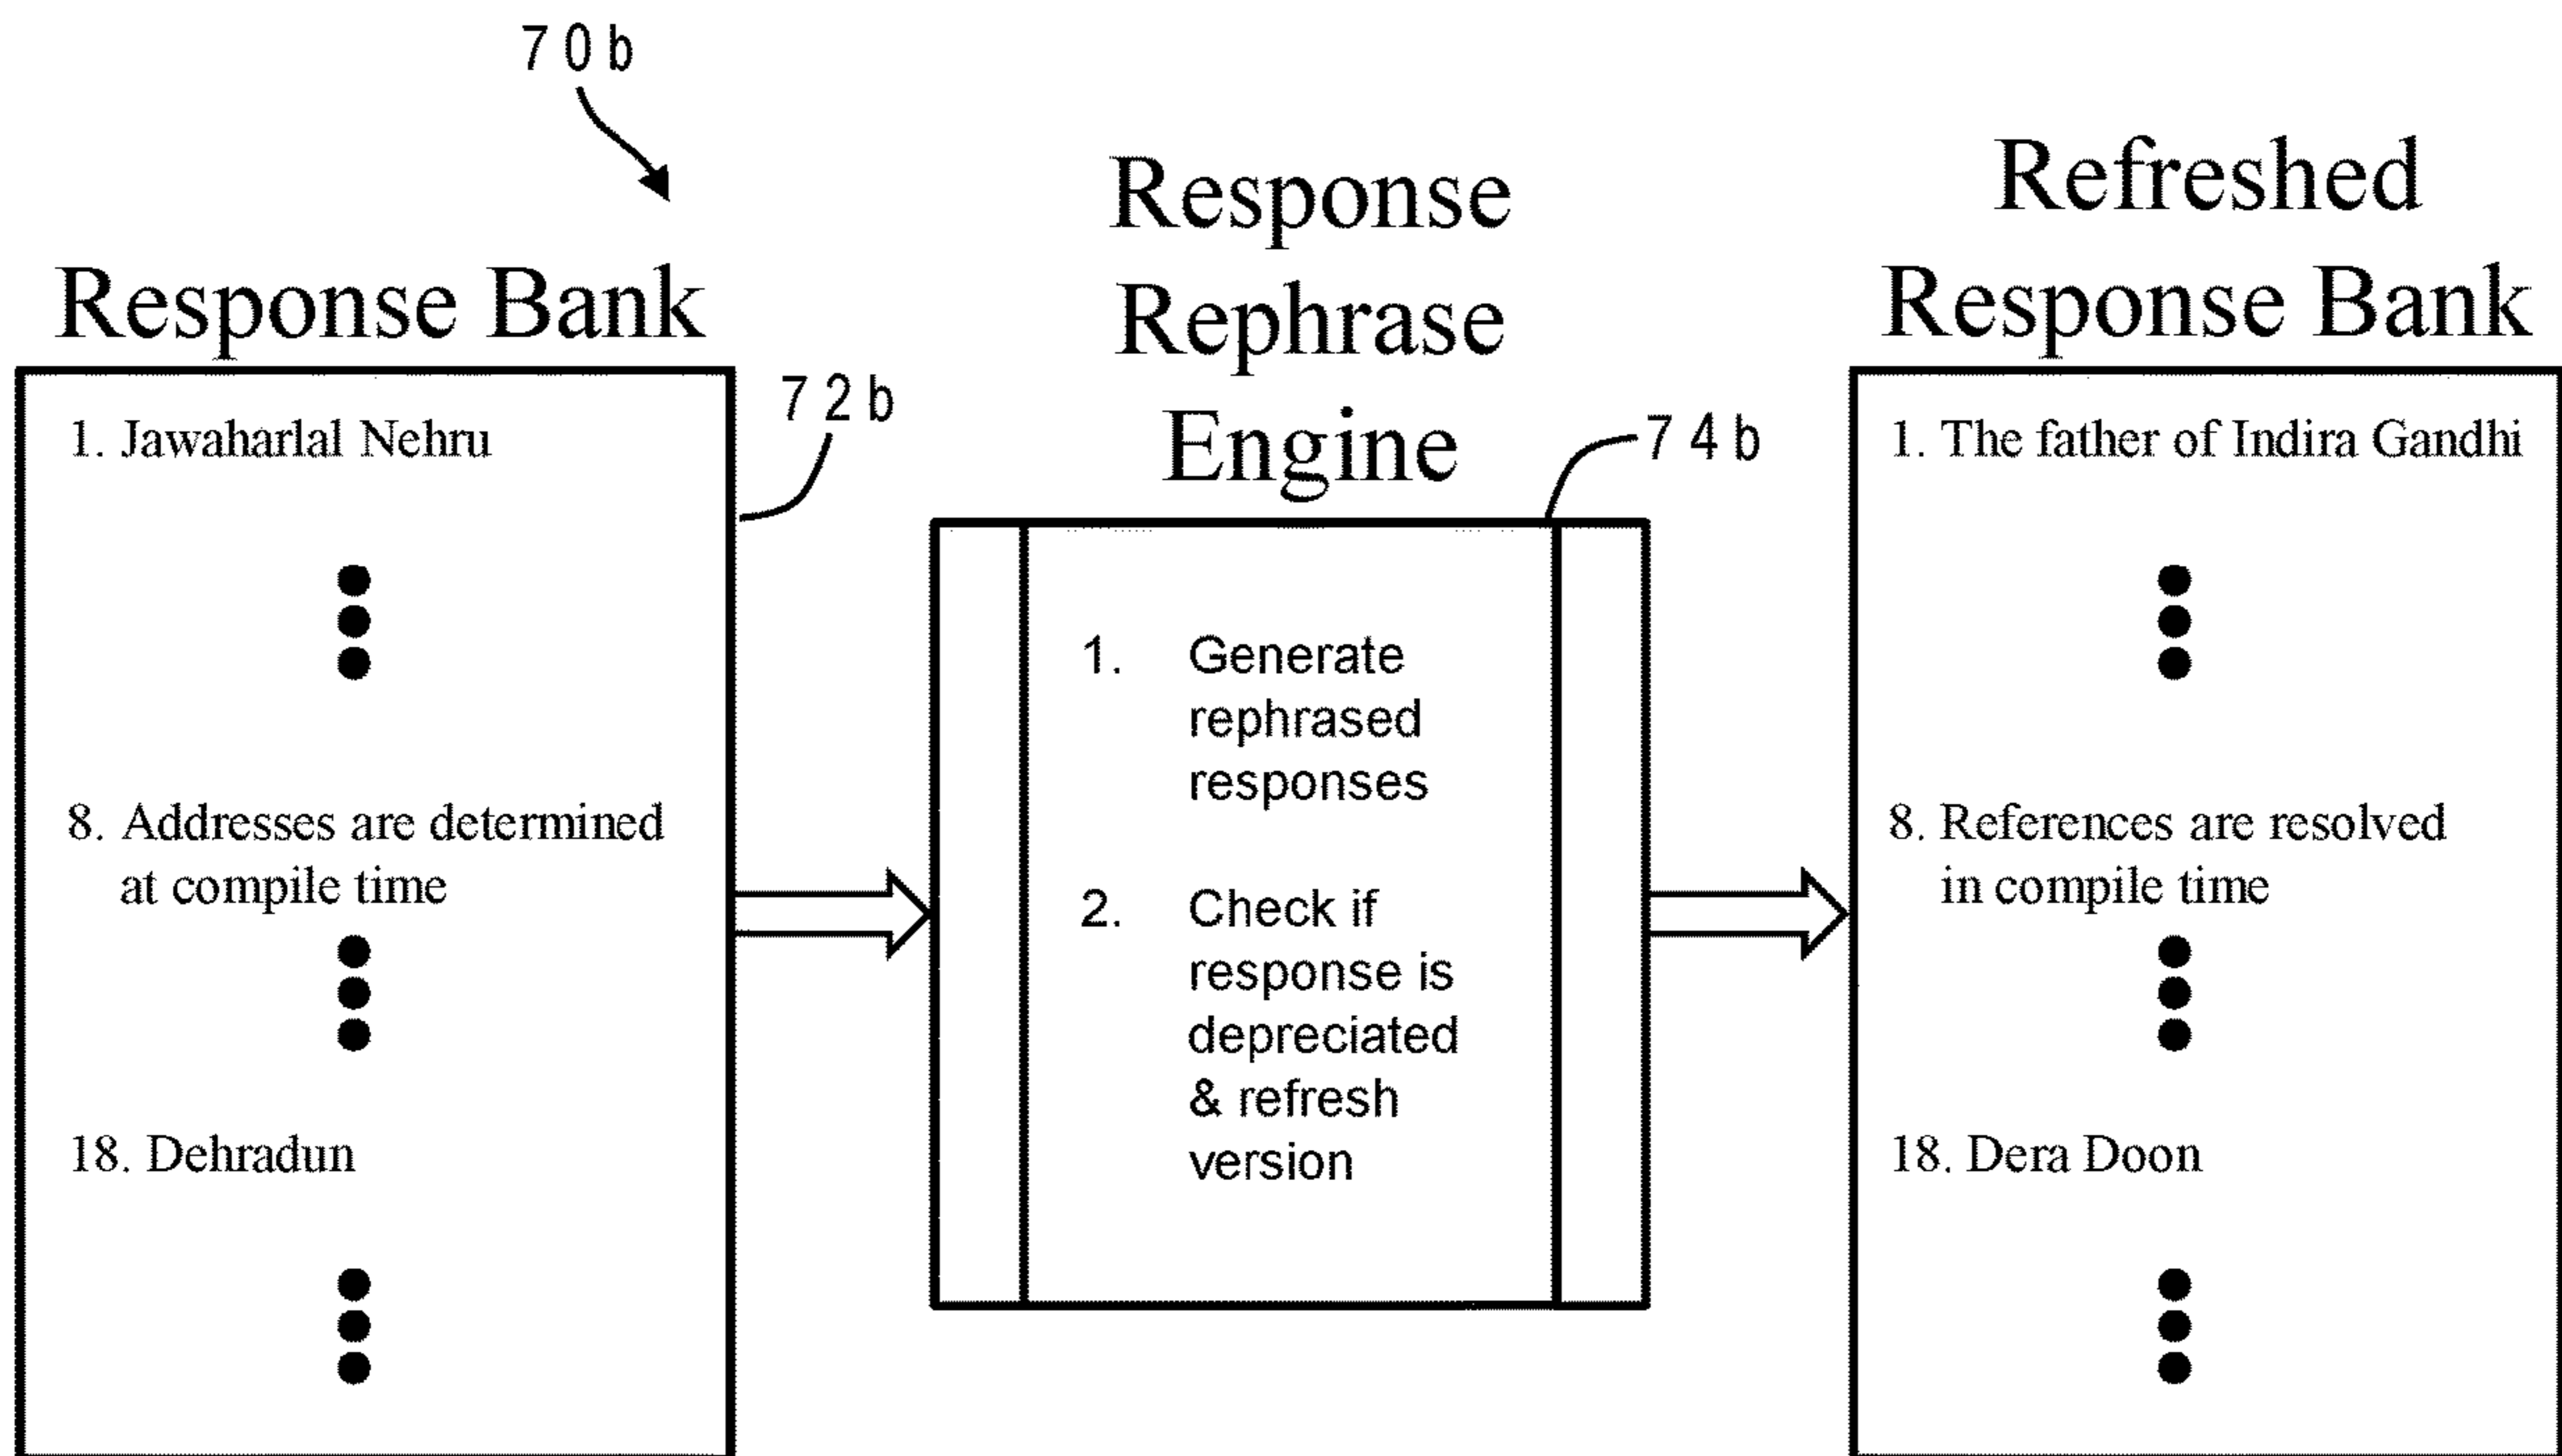 70b
Response Bank
72b
1. Jawaharlal Nehru
8. Addresses are determined
at compile time
18. Dehradun
Response
Rephrase
Engine
74b
1. Generate
rephrased
responses
2. Check if
response is
depreciated
& refresh
version
Refreshed
Response Bank
1. The father of Indira Gandhi
8. References are resolved
in compile time
18. Dera Doon